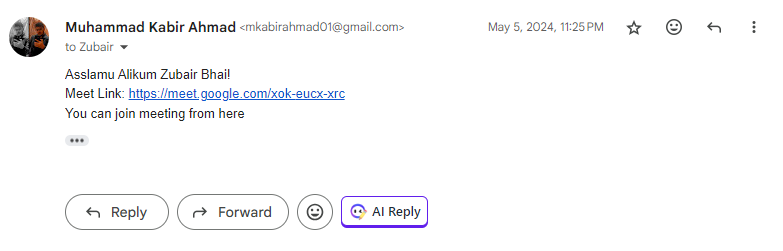 Muhammad Kabir Ahmad <mkabirahmad01@gmail.com> May 5, 2024, 11:25 PM
to Zubair
Asslamu Alikum Zubair Bhai!
Meet Link: https://meet.google.com/xok-eucx-xrc
You can join meeting from here
Reply Forward AI Reply